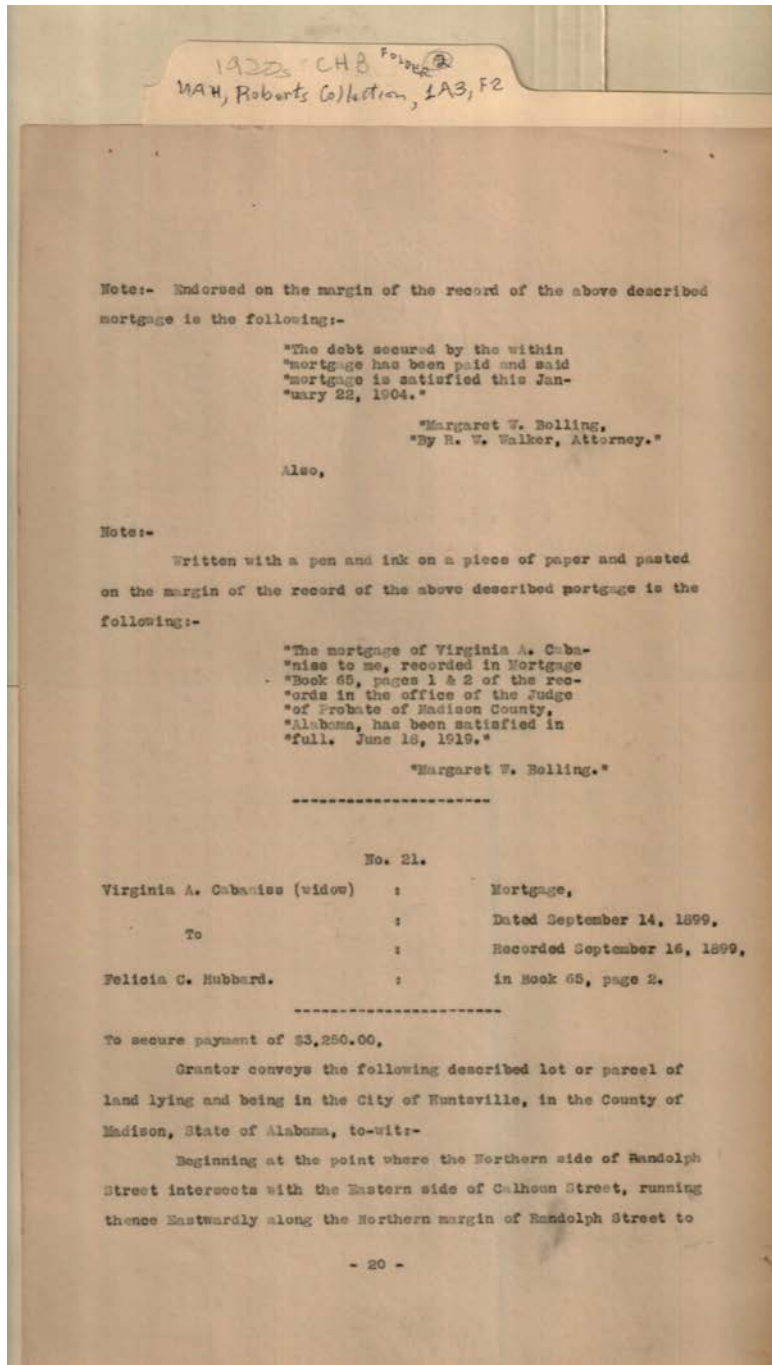 1920s CHB FOLDER 2
UAH, Roberts Collection, 1A3, F2
Note:- Endorsed on the margin of the record of the above described
mortgage is the following:-
"The debt secured by the within
"mortgage has been paid and said
"mortgage is satisfied this Jan-
"uary 22, 1904."
"Margaret W. Bolling,
"By R. W. Walker, Attorney."
Also,
Note:-
Written with a pen and ink on a piece of paper and pasted
on the margin of the record of the above described mortgage is the
following:-
"The mortgage of Virginia A. Caba-
"niss to me, recorded in Mortgage
"Book 65, pages 1 & 2 of the rec-
"ords in the office of the Judge
"of Probate of Madison County,
"Alabama, has been satisfied in
"full. June 18, 1919."
"Margaret W. Bolling."
-----------------------
No. 21.
Virginia A. Cabaniss (widow) : Mortgage,
: Dated September 14, 1899,
To
: Recorded September 16, 1899,
Felicia C. Hubbard. : in Book 65, page 2.
------------------------
To secure payment of $3,250.00,
Grantor conveys the following described lot or parcel of
land lying and being in the City of Huntsville, in the County of
Madison, State of Alabama, to-wit:-
Beginning at the point where the Northern side of Randolph
Street intersects with the Eastern side of Calhoun Street, running
thence Eastwardly along the Northern margin of Randolph Street to
- 20 -